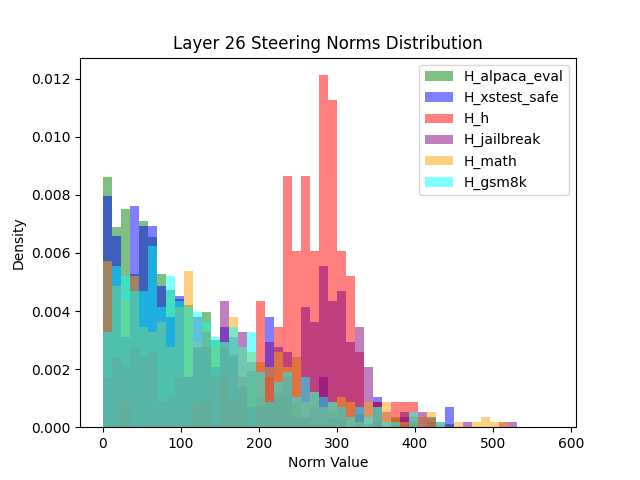 Layer 26 Steering Norms Distribution
H_alpaca_eval
H_xstest_safe
H_h
H_jailbreak
H_math
H_gsm8k
Density
0.012
0.010
0.008
0.006
0.004
0.002
0.000
0 100 200 300 400 500 600
Norm Value